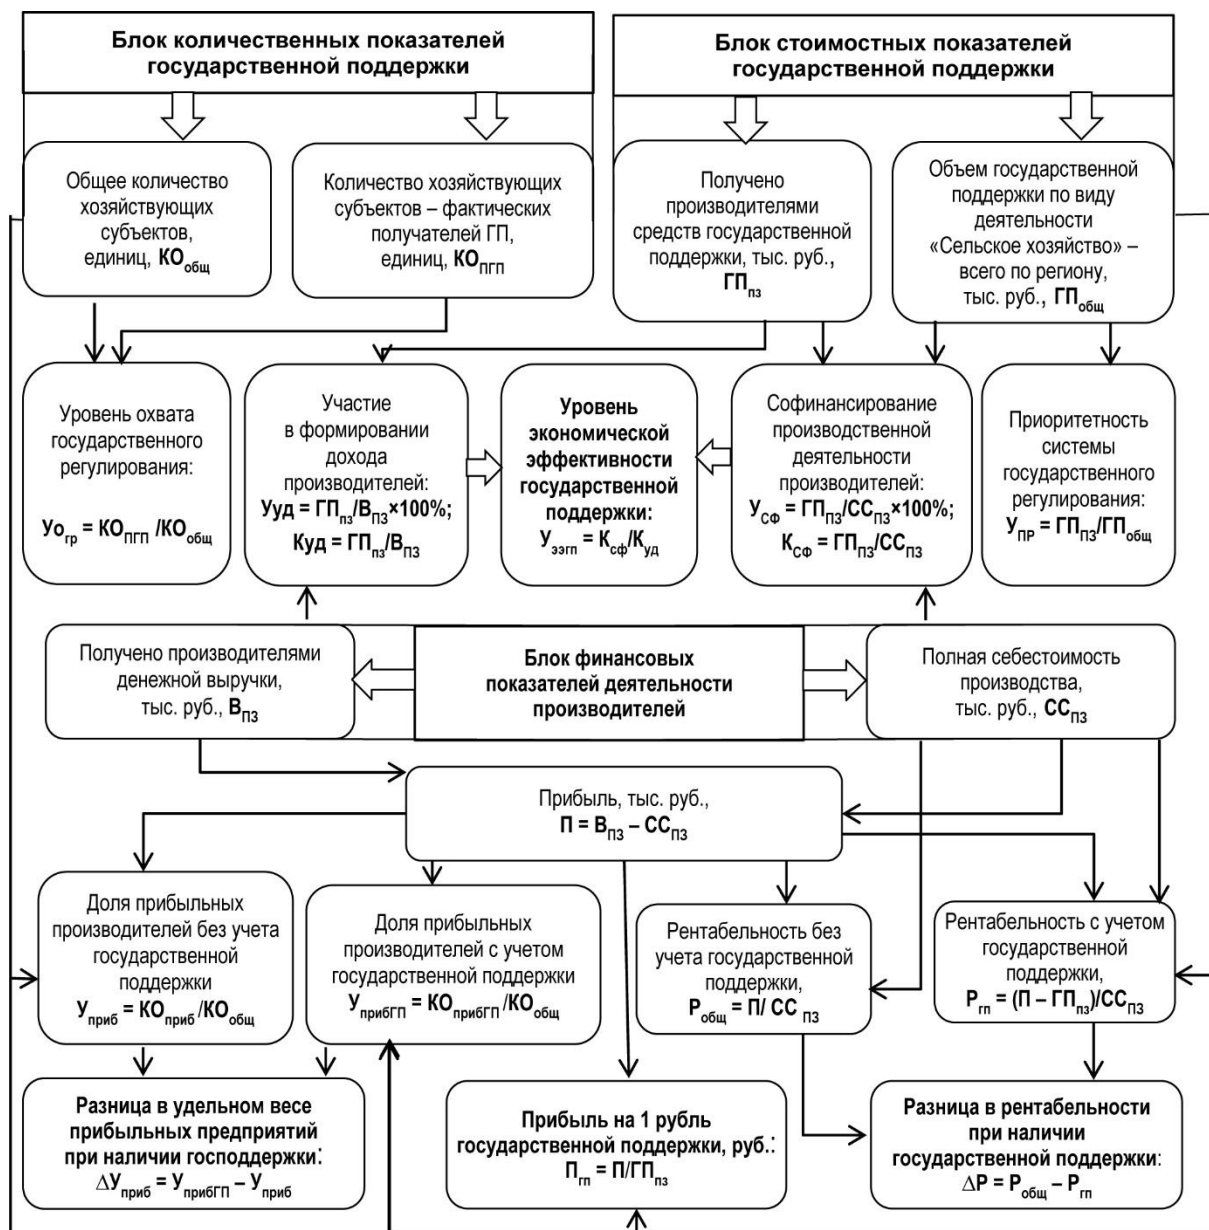 Блок количественных показателей
государственной поддержки
Блок стоимостных показателей
государственной поддержки
Общее количество
хозяйствующих
субъектов,
единиц, КОобщ
Количество хозяйствующих
субъектов – фактических
получателей ГП,
единиц, КОПГП
Получено
производителями
средств государственной
поддержки, тыс. руб.,
ГПпз
Объем государственной
поддержки по виду
деятельности
«Сельское хозяйство» –
всего по региону,
тыс. руб., ГПобщ
Уровень охвата
государственного
регулирования:
Уогр = КОПГП /КОобщ
Участие
в формировании
дохода
производителей:
Ууд = ГПпз/ВПЗ×100%;
Куд = ГПпз/ВПЗ
Уровень
экономической
эффективности
государственной
поддержки:
Уээгп = Ксф/Куд
Софинансирование
производственной
деятельности
производителей:
УСФ = ГПпз/ССПЗ×100%;
КСФ = ГППЗ/ССПЗ
Приоритетность
системы
государственного
регулирования:
УПР = ГППЗ/ГПобщ
Получено производителями
денежной выручки,
тыс. руб., ВПЗ
Блок финансовых
показателей деятельности
производителей
Полная себестоимость
производства,
тыс. руб., ССПЗ
Прибыль, тыс. руб.,
П = ВПЗ – ССПЗ
Доля прибыльных
производителей без учета
государственной
поддержки
Уприб = КОприб/КОобщ
Доля прибыльных
производителей с учетом
государственной поддержки
УприбГП = КОприбГП/КОобщ
Рентабельность без
учета государственной
поддержки,
Робщ = П/ СС ПЗ
Рентабельность с учетом
государственной
поддержки,
Ргп = (П – ГПпз)/ССПЗ
Разница в удельном весе
прибыльных предприятий
при наличии господдержки:
ΔУприб = УприбГП – Уприб
Прибыль на 1 рубль
государственной поддержки, руб.:
Пгп = П/ГПпз
Разница в рентабельности
при наличии
государственной поддержки:
ΔР = Робщ – Ргп